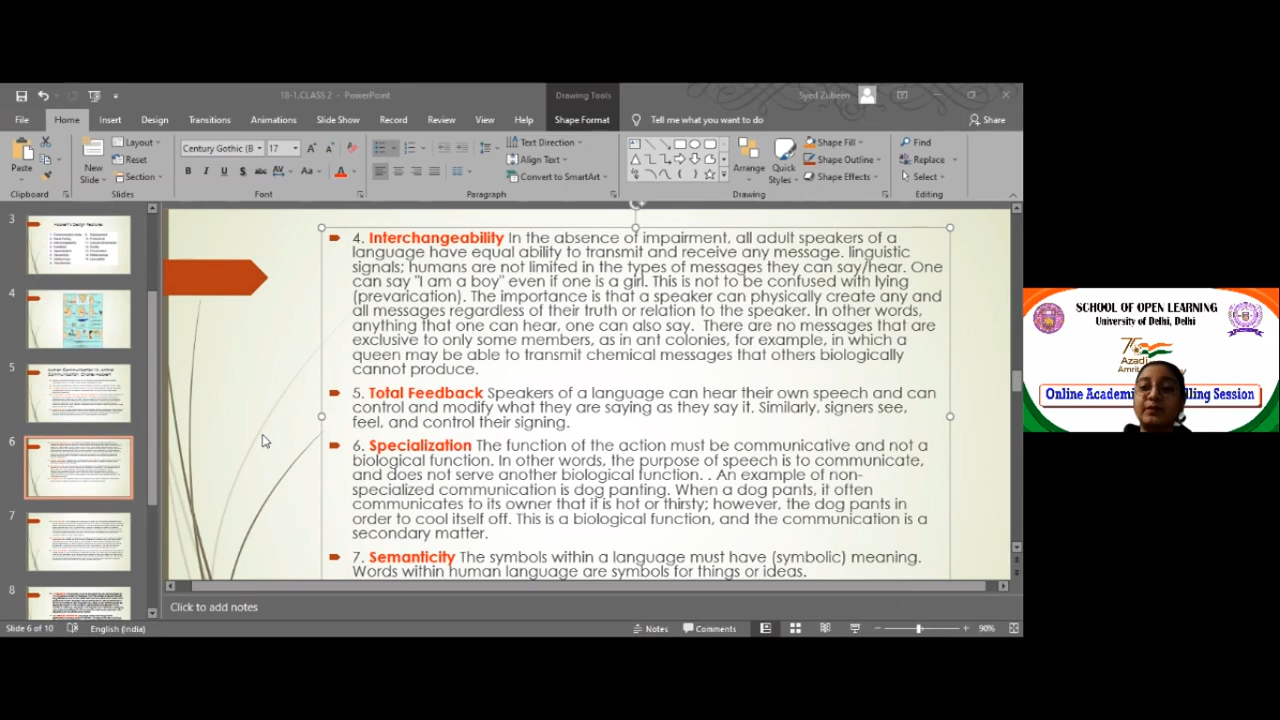 18-1.CLASS 2 - PowerPoint
Drawing Tools
Syed Zubeen
File Home Insert Design Transitions Animations Slide Show Record Review View Help Shape Format Tell me what you want to do Share
Paste
New Slide
Layout
Reset
Section
Century Gothic (B 17
B I U S abc AV Aa A
Text Direction
Align Text
Convert to SmartArt
Arrange
Quick Styles
Shape Fill
Shape Outline
Shape Effects
Find
Replace
Select
Clipboard Slides Font Paragraph Drawing Editing
3
4
5
6
7
8
4. Interchangeability In the absence of impairment, all adult speakers of a
language have equal ability to transmit and receive any message. linguistic
signals; humans are not limited in the types of messages they can say/hear. One
can say "I am a boy" even if one is a girl. This is not to be confused with lying
(prevarication). The importance is that a speaker can physically create any and
all messages regardless of their truth or relation to the speaker. In other words,
anything that one can hear, one can also say. There are no messages that are
exclusive to only some members, as in ant colonies, for example, in which a
queen may be able to transmit chemical messages that others biologically
cannot produce.
5. Total Feedback Speakers of a language can hear their own speech and can
control and modify what they are saying as they say it. Similarly, signers see,
feel, and control their signing.
6. Specialization The function of the action must be communicative and not a
biological function. In other words, the purpose of speech is to communicate,
and does not serve another biological function. . An example of non-
specialized communication is dog panting. When a dog pants, it often
communicates to its owner that it is hot or thirsty; however, the dog pants in
order to cool itself off. This is a biological function, and the communication is a
secondary matter.
7. Semanticity The symbols within a language must have (symbolic) meaning.
Words within human language are symbols for things or ideas.
Click to add notes
Slide 6 of 10 English (India) Notes Comments 90%
SCHOOL OF OPEN LEARNING
University of Delhi, Delhi
Azadi
Amrit
Online Academic
lling Session